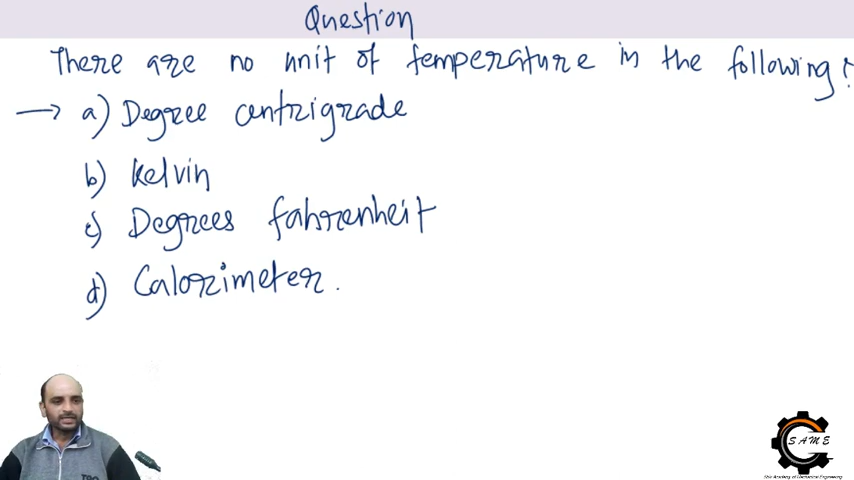 Question
There are no unit of temperature in the following?
→ a) Degree centrigrade
b) Kelvin
c) Degrees fahrenheit
d) Calorimeter.
SAME